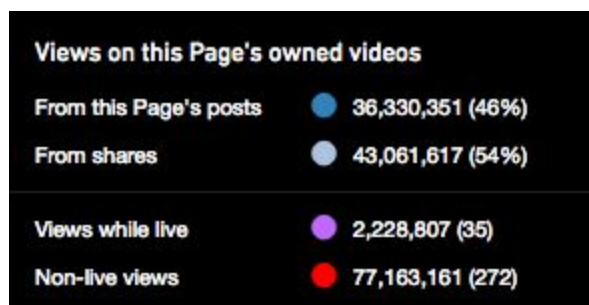 Views on this Page's owned videos
From this Page's posts 36,330,351 (46%)
From shares 43,061,617 (54%)
Views while live 2,228,807 (35)
Non-live views 77,163,161 (272)